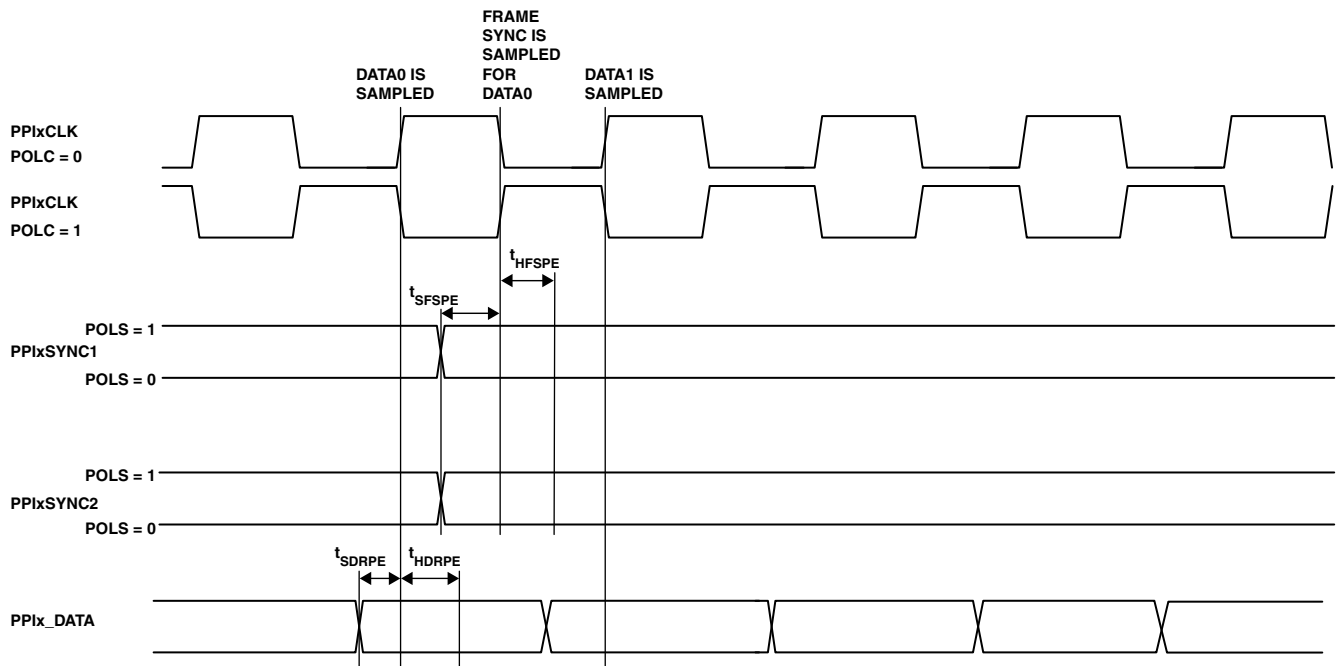 FRAME
SYNC IS
SAMPLED
FOR
DATA0
DATA0 IS
SAMPLED
DATA1 IS
SAMPLED
PPIxCLK
POLC = 0
PPIxCLK
POLC = 1
tHFSPE
tSFSPE
POLS = 1
PPIxSYNC1
POLS = 0
POLS = 1
PPIxSYNC2
POLS = 0
tSDRPE
tHDRPE
PPIx_DATA